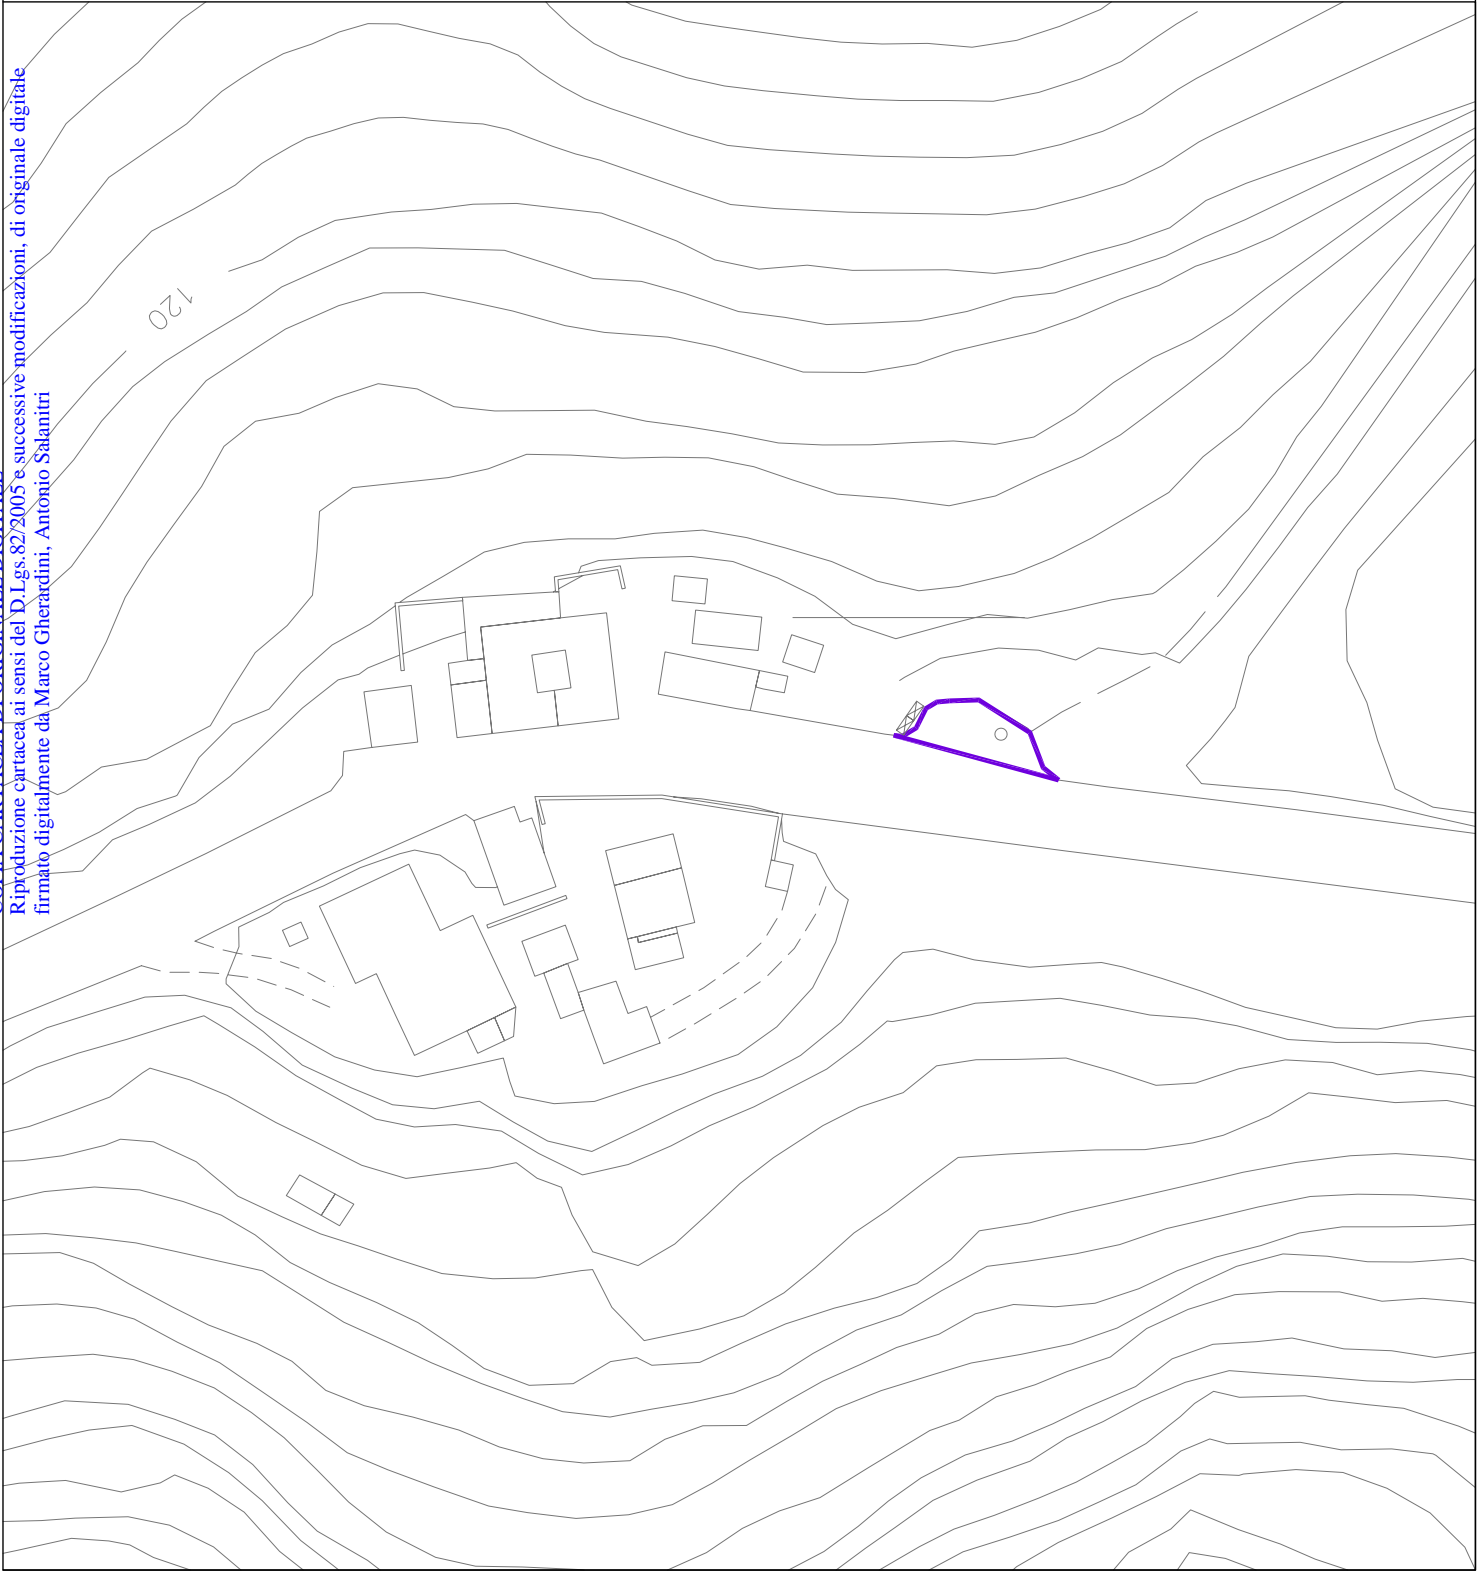 Riproduzione cartacea ai sensi del D.Lgs.82/2005 e successive modificazioni, di originale digitale
firmato digitalmente da Marco Gherardini, Antonio Salanitri
120